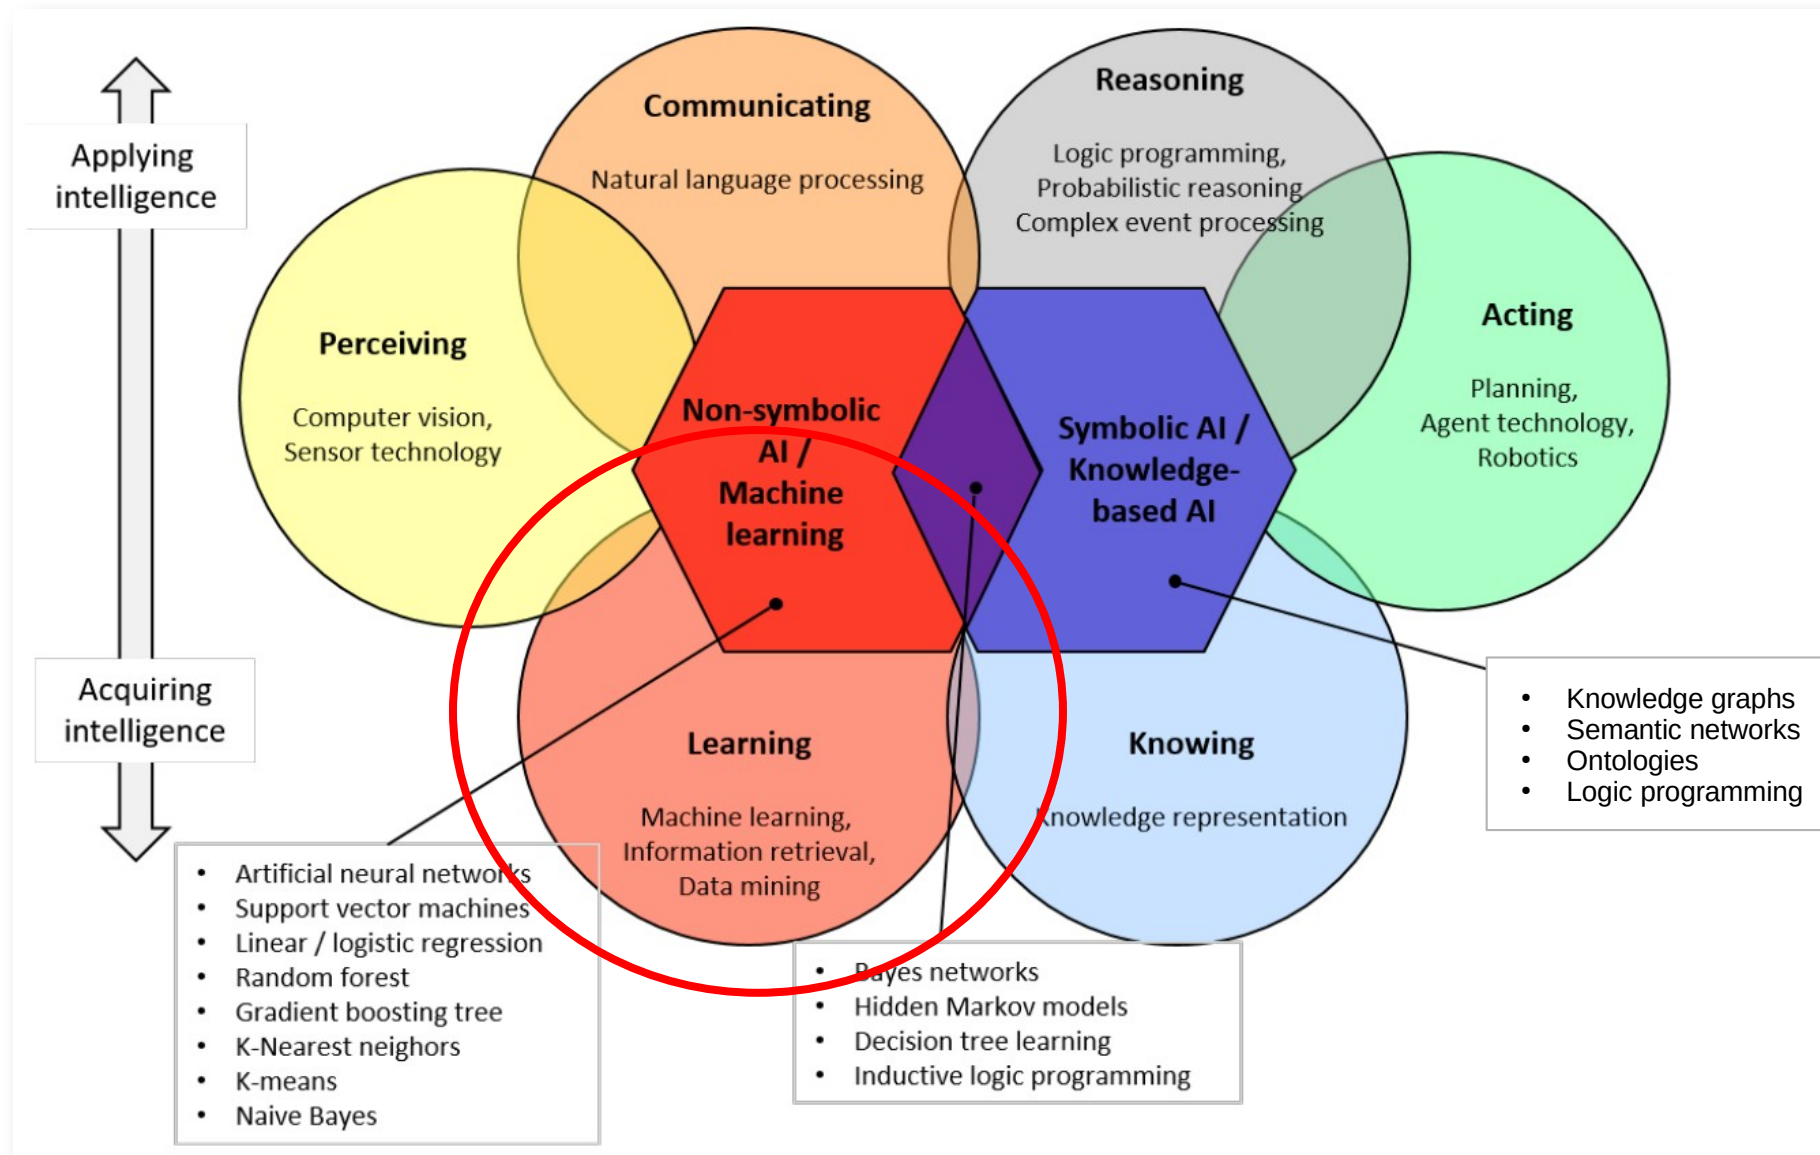 Applying
intelligence
Acquiring
intelligence
Communicating
Natural language processing
Reasoning
Logic programming,
Probabilistic reasoning
Complex event processing
Perceiving
Computer vision,
Sensor technology
Acting
Planning,
Agent technology,
Robotics
Non-symbolic
AI /
Machine
learning
Symbolic AI /
Knowledge-
based AI
Learning
Machine learning,
Information retrieval,
Data mining
Knowing
Knowledge representation
• Knowledge graphs
• Semantic networks
• Ontologies
• Logic programming
• Artificial neural networks
• Support vector machines
• Linear / logistic regression
• Random forest
• Gradient boosting tree
• K-Nearest neighors
• K-means
• Naive Bayes
• Bayes networks
• Hidden Markov models
• Decision tree learning
• Inductive logic programming